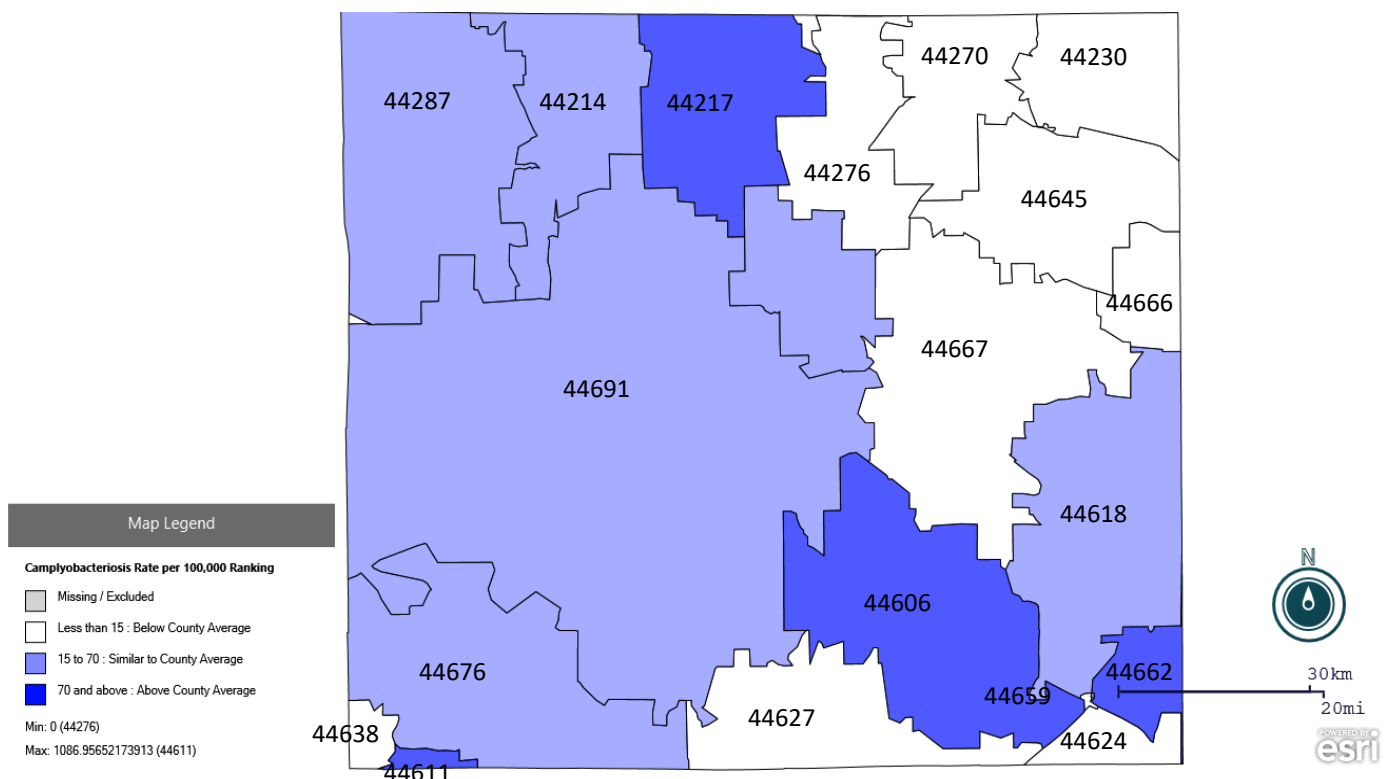 44270
44230
44287
44214
44217
44276
44645
44666
44667
44691
44618
44606
44676
44662
44659
44627
44638
44624
44611
Map Legend
Camplyobacteriosis Rate per 100,000 Ranking
Missing / Excluded
Less than 15 : Below County Average
15 to 70 : Similar to County Average
70 and above : Above County Average
Min: 0 (44276)
Max: 1086.95652173913 (44611)
N
30km
20mi
POWERED BY
esri